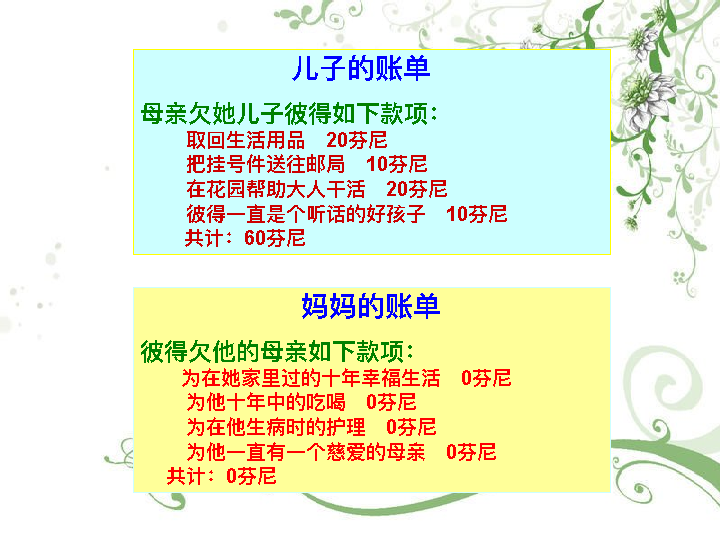 儿子的账单
母亲欠她儿子彼得如下款项：
取回生活用品 20芬尼
把挂号件送往邮局 10芬尼
在花园帮助大人干活 20芬尼
彼得一直是个听话的好孩子 10芬尼
共计：60芬尼
妈妈的账单
彼得欠他的母亲如下款项：
为在她家里过的十年幸福生活 0芬尼
为他十年中的吃喝 0芬尼
为在他生病时的护理 0芬尼
为他一直有一个慈爱的母亲 0芬尼
共计：0芬尼